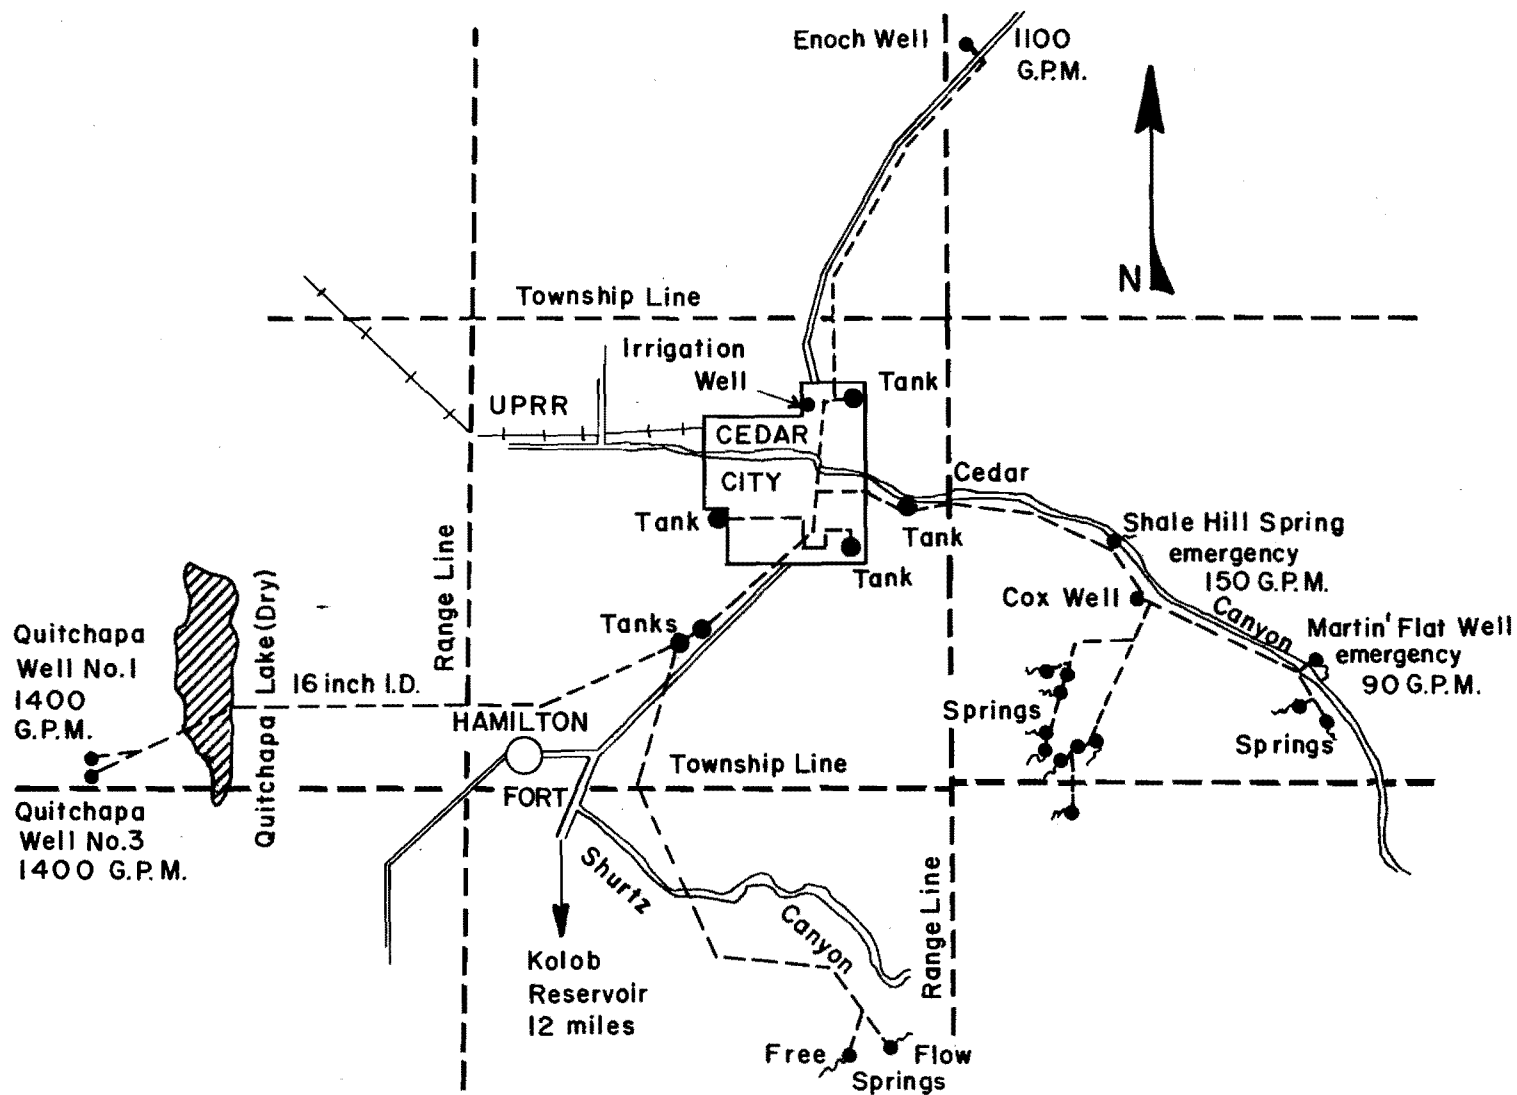 Enoch Well
1100
G.P.M.
N
Township Line
Irrigation
Well
Tank
UPRR
CEDAR
CITY
Cedar
Tank
Tank
Tank
Shale Hill Spring
emergency
150 G.P.M.
Cox Well
Canyon
Martin' Flat Well
emergency
90 G.P.M.
Range Line
Quitchapa Lake (Dry)
Tanks
Quitchapa
Well No.1
1400
G.P.M.
16 inch I.D.
HAMILTON
FORT
Springs
Springs
Township Line
Quitchapa
Well No.3
1400 G.P.M.
Shurtz
Canyon
Range Line
Kolob
Reservoir
12 miles
Free Flow
Springs